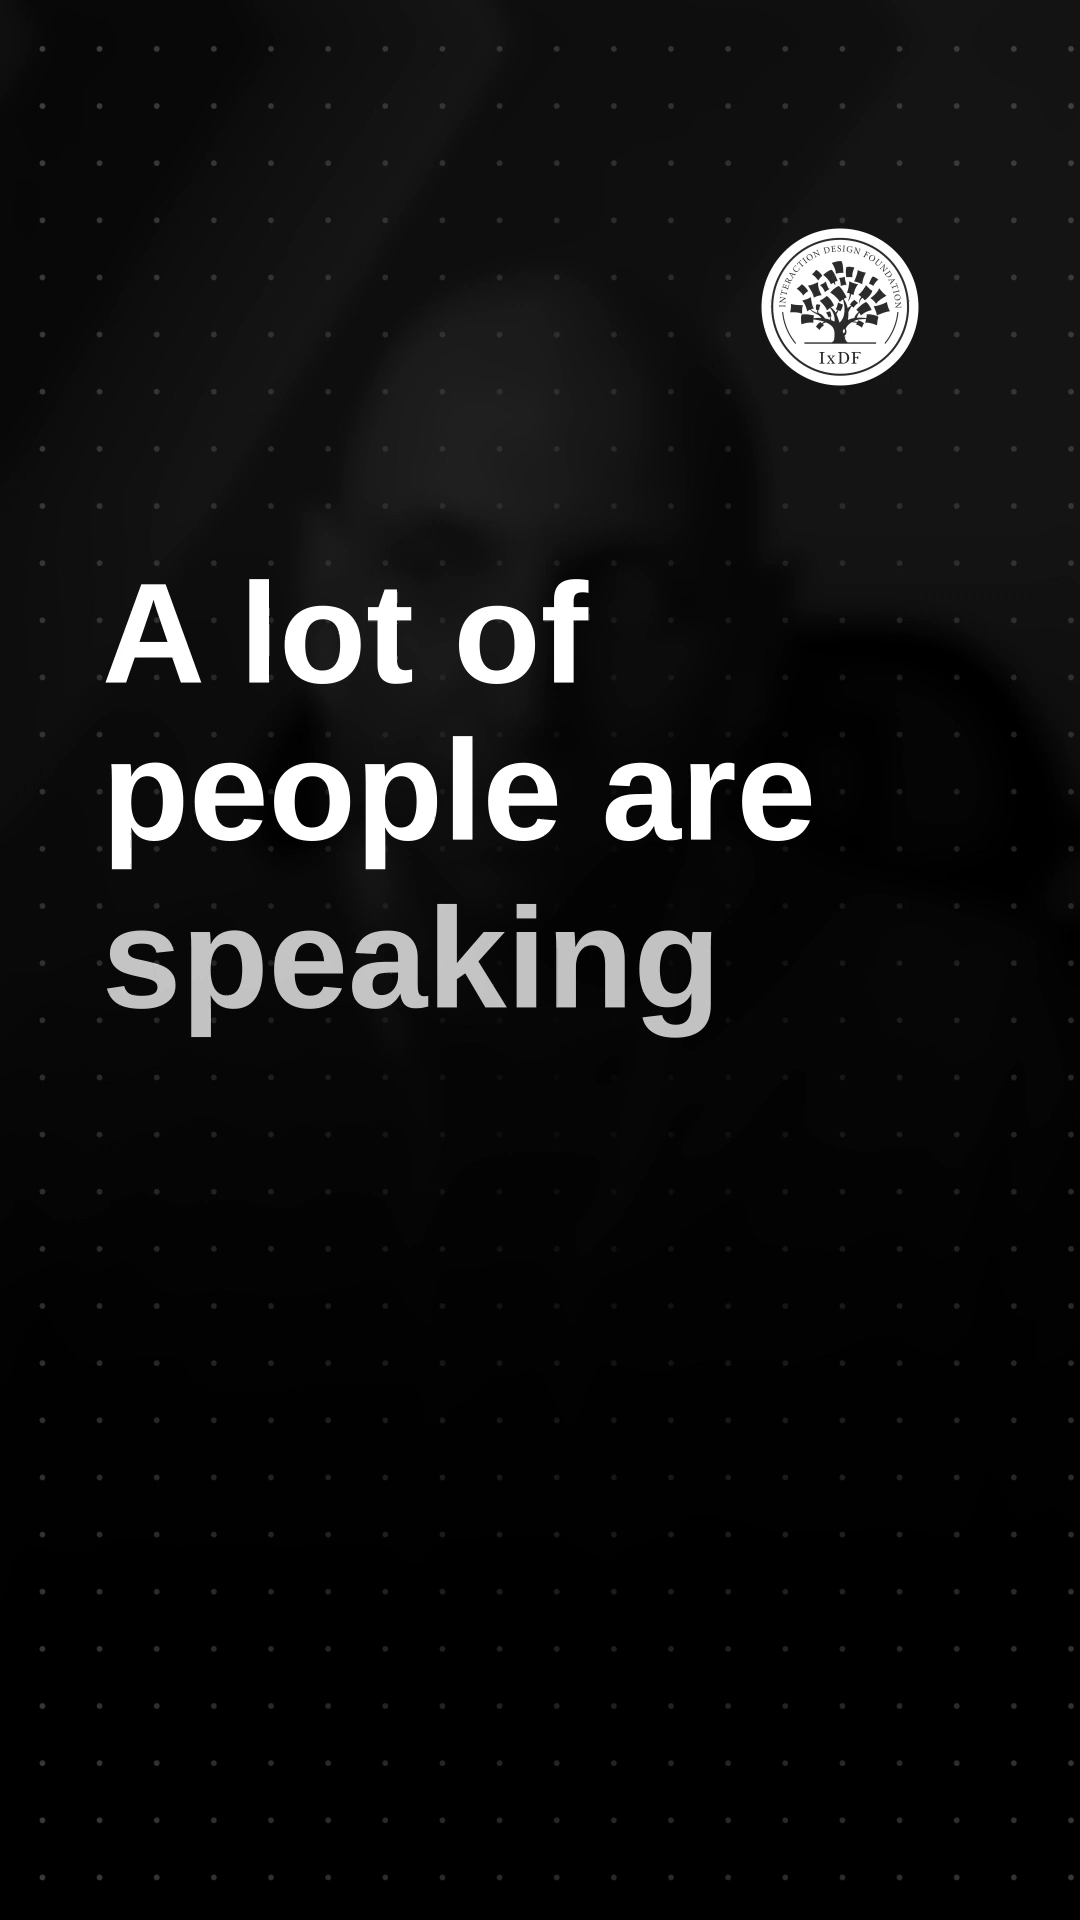 INTERACTION DESIGN FOUNDATION
IxDF
A lot of
people are
speaking